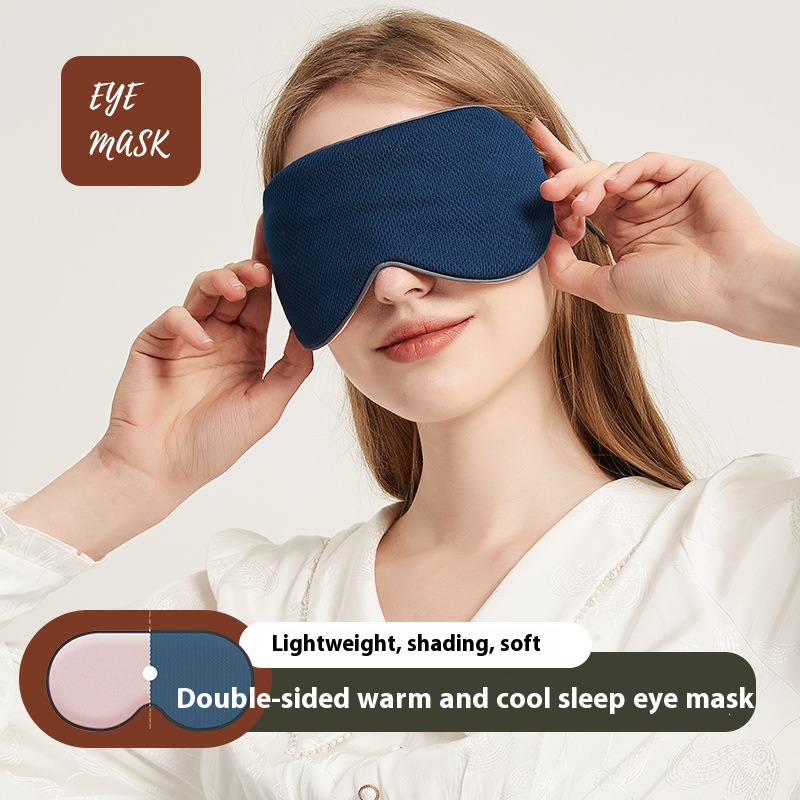 EYE
MASK
Lightweight, shading, soft
Double-sided warm and cool sleep eye mask